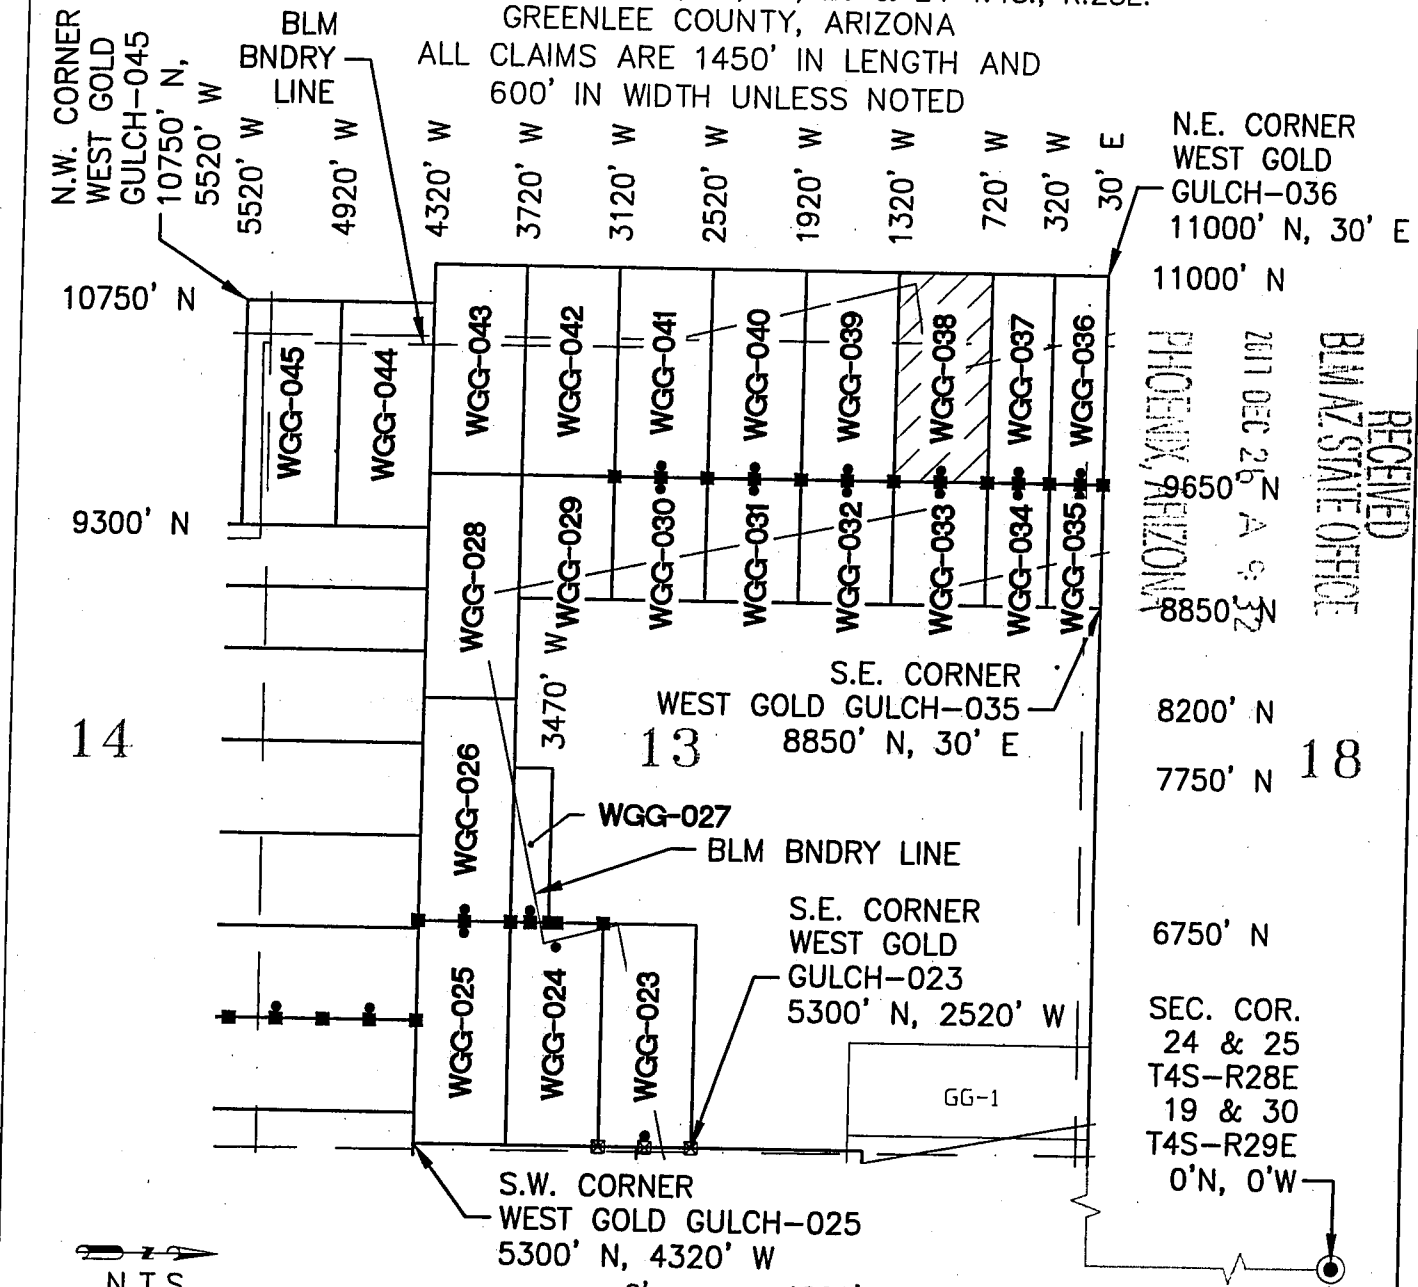 GREENLEE COUNTY, ARIZONA
ALL CLAIMS ARE 1450' IN LENGTH AND
600' IN WIDTH UNLESS NOTED
BLM
BNDRY
LINE
N.W. CORNER
WEST GOLD
GULCH-045
10750' N,
5520' W
5520' W
4920' W
4320' W
3720' W
3120' W
2520' W
1920' W
1320' W
720' W
320' W
30' E
N.E. CORNER
WEST GOLD
GULCH-036
11000' N, 30' E
10750' N
11000' N
WGG-045
WGG-044
WGG-043
WGG-042
WGG-041
WGG-040
WGG-039
WGG-038
WGG-037
WGG-036
RECEIVED
BLM AZ STATE OFFICE
2011 DEC 26 A 9:32
PHOENIX, ARIZONA
9650' N
9300' N
WGG-028
WGG-029
WGG-030
WGG-031
WGG-032
WGG-033
WGG-034
WGG-035
8850' N
3470' W
S.E. CORNER
WEST GOLD GULCH-035
8850' N, 30' E
8200' N
14
13
18
7750' N
WGG-026
WGG-027
BLM BNDRY LINE
S.E. CORNER
WEST GOLD
GULCH-023
5300' N, 2520' W
6750' N
WGG-025
WGG-024
WGG-023
GG-1
SEC. COR.
24 & 25
T4S-R28E
19 & 30
T4S-R29E
0'N, 0'W
S.W. CORNER
WEST GOLD GULCH-025
5300' N, 4320' W
Z
N.T.S.